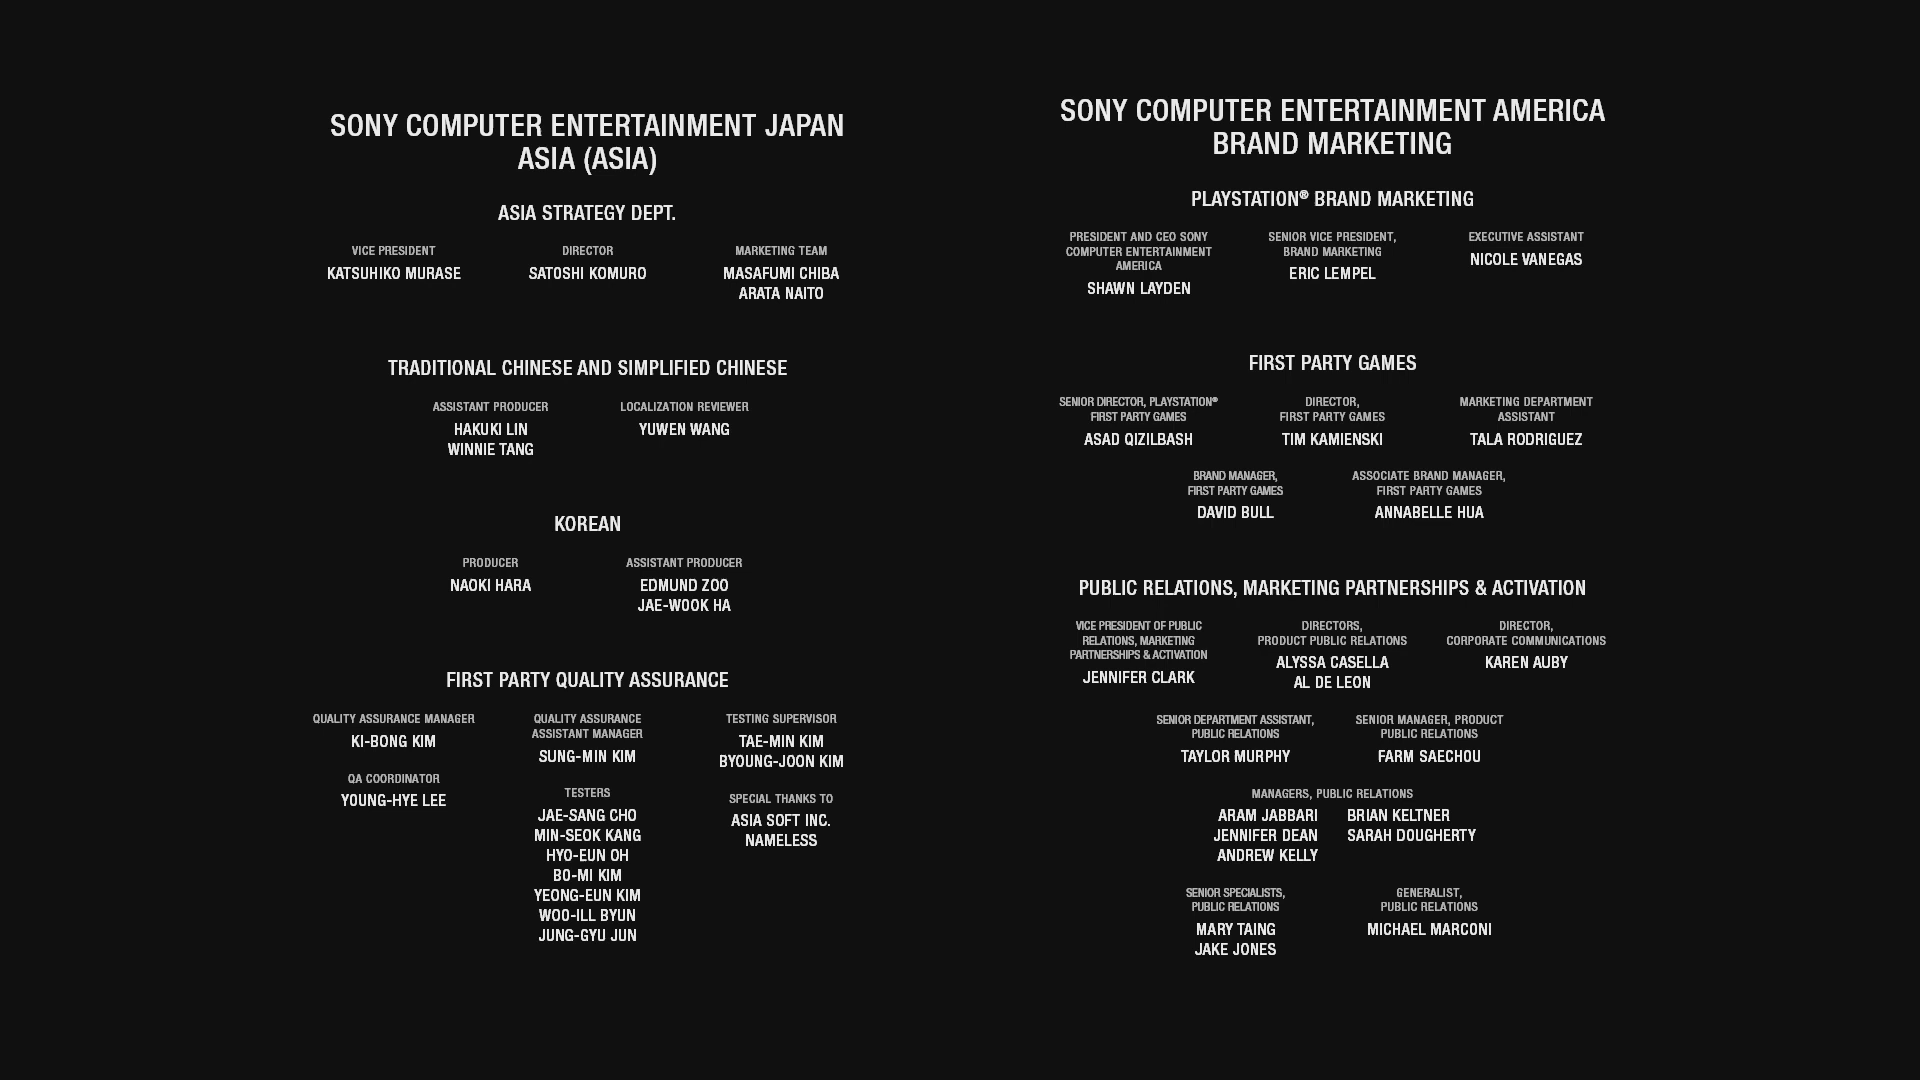 SONY COMPUTER ENTERTAINMENT JAPAN
ASIA (ASIA)
ASIA STRATEGY DEPT.
VICE PRESIDENT
KATSUHIKO MURASE
DIRECTOR
SATOSHI KOMURO
MARKETING TEAM
MASAFUMI CHIBA
ARATA NAITO
TRADITIONAL CHINESE AND SIMPLIFIED CHINESE
ASSISTANT PRODUCER
HAKUKI LIN
WINNIE TANG
LOCALIZATION REVIEWER
YUWEN WANG
KOREAN
PRODUCER
NAOKI HARA
ASSISTANT PRODUCER
EDMUND ZOO
JAE-WOOK HA
FIRST PARTY QUALITY ASSURANCE
QUALITY ASSURANCE MANAGER
KI-BONG KIM
QA COORDINATOR
YOUNG-HYE LEE
QUALITY ASSURANCE
ASSISTANT MANAGER
SUNG-MIN KIM
TESTERS
JAE-SANG CHO
MIN-SEOK KANG
HYO-EUN OH
BO-MI KIM
YEONG-EUN KIM
WOO-ILL BYUN
JUNG-GYU JUN
TESTING SUPERVISOR
TAE-MIN KIM
BYOUNG-JOON KIM
SPECIAL THANKS TO
ASIA SOFT INC.
NAMELESS
SONY COMPUTER ENTERTAINMENT AMERICA
BRAND MARKETING
PLAYSTATION® BRAND MARKETING
PRESIDENT AND CEO SONY
COMPUTER ENTERTAINMENT
AMERICA
SHAWN LAYDEN
SENIOR VICE PRESIDENT,
BRAND MARKETING
ERIC LEMPEL
EXECUTIVE ASSISTANT
NICOLE VANEGAS
FIRST PARTY GAMES
SENIOR DIRECTOR, PLAYSTATION®
FIRST PARTY GAMES
ASAD QIZILBASH
DIRECTOR,
FIRST PARTY GAMES
TIM KAMIENSKI
MARKETING DEPARTMENT
ASSISTANT
TALA RODRIGUEZ
BRAND MANAGER,
FIRST PARTY GAMES
DAVID BULL
ASSOCIATE BRAND MANAGER,
FIRST PARTY GAMES
ANNABELLE HUA
PUBLIC RELATIONS, MARKETING PARTNERSHIPS & ACTIVATION
VICE PRESIDENT OF PUBLIC
RELATIONS, MARKETING
PARTNERSHIPS & ACTIVATION
JENNIFER CLARK
DIRECTORS,
PRODUCT PUBLIC RELATIONS
ALYSSA CASELLA
AL DE LEON
DIRECTOR,
CORPORATE COMMUNICATIONS
KAREN AUBY
SENIOR DEPARTMENT ASSISTANT,
PUBLIC RELATIONS
TAYLOR MURPHY
SENIOR MANAGER, PRODUCT
PUBLIC RELATIONS
FARM SAECHOU
MANAGERS, PUBLIC RELATIONS
ARAM JABBARI
JENNIFER DEAN
ANDREW KELLY
BRIAN KELTNER
SARAH DOUGHERTY
SENIOR SPECIALISTS,
PUBLIC RELATIONS
MARY TAING
JAKE JONES
GENERALIST,
PUBLIC RELATIONS
MICHAEL MARCONI